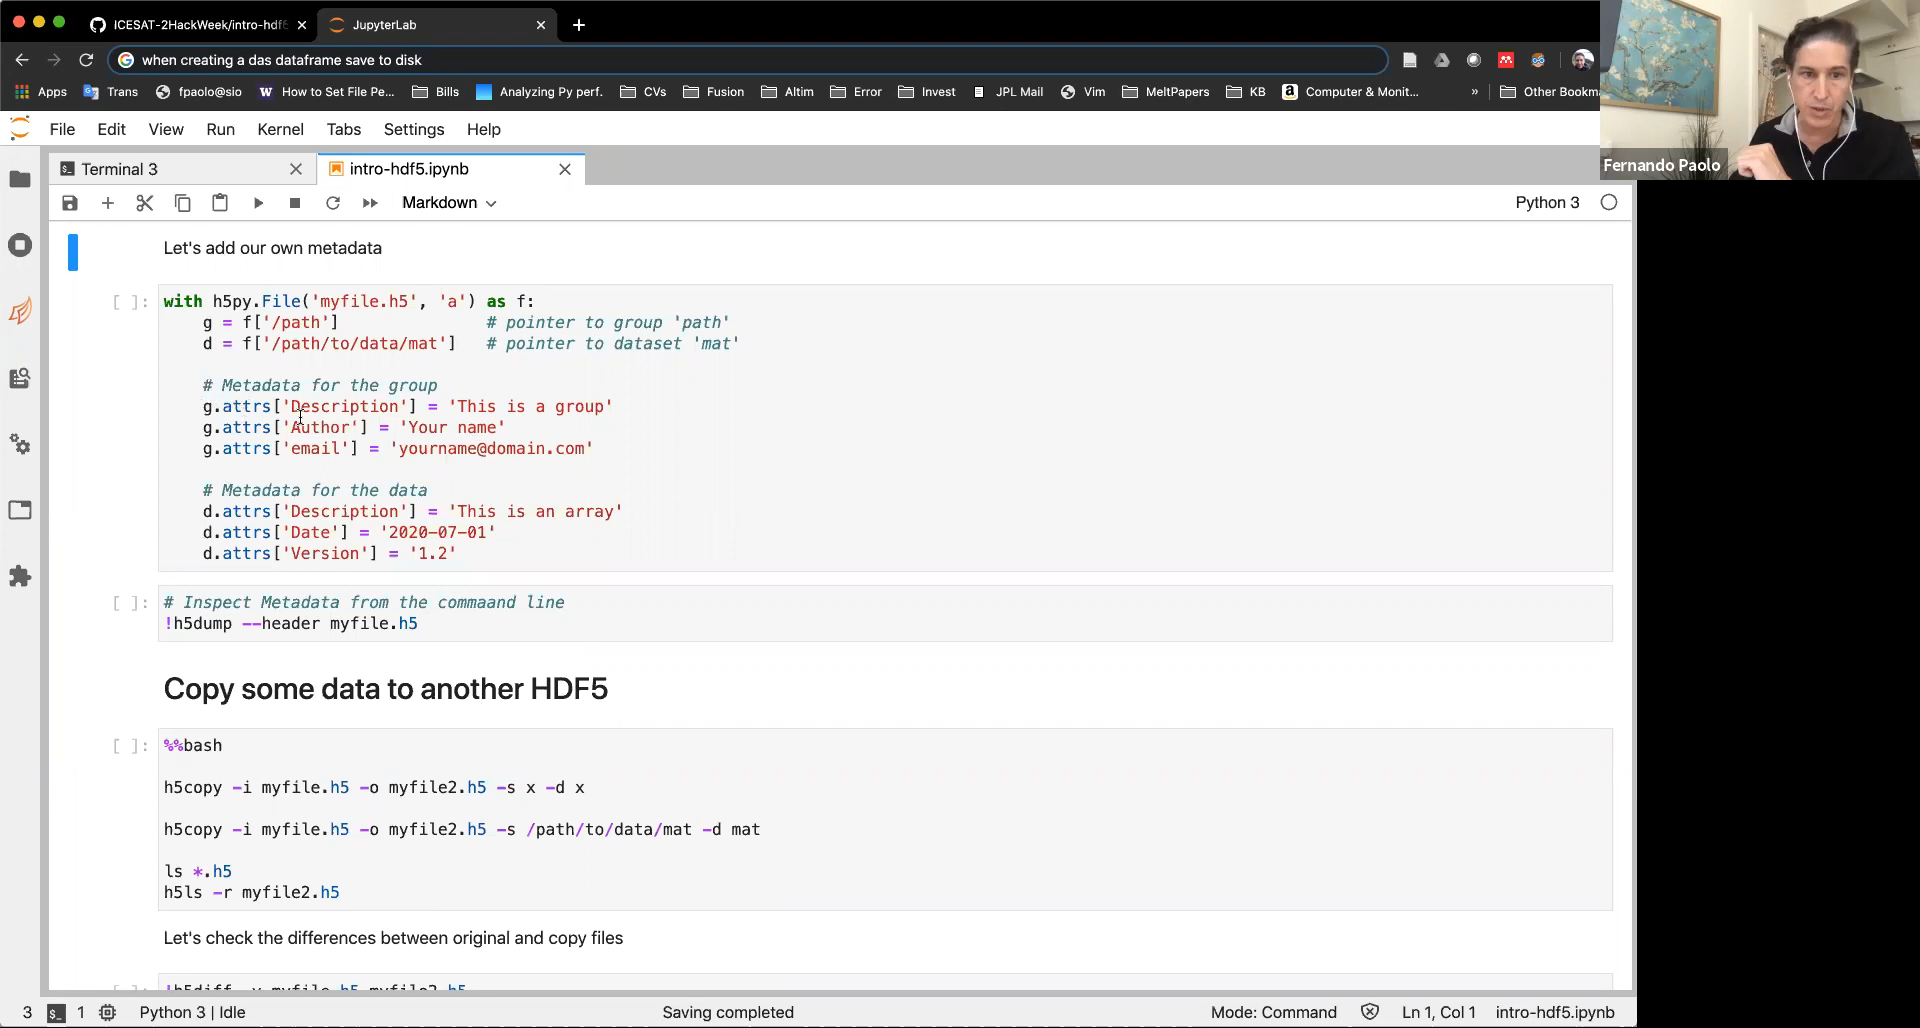 ICESAT-2HackWeek/intro-hdf5
JupyterLab
when creating a das dataframe save to disk
Apps
Trans
fpaolo@sio
How to Set File Pe...
Bills
Analyzing Py perf.
CVs
Fusion
Altim
Error
Invest
JPL Mail
Vim
MeltPapers
KB
Computer & Monit...
»
Other Bookma
Fernando Paolo
File Edit View Run Kernel Tabs Settings Help
Terminal 3
intro-hdf5.ipynb
Markdown
Python 3
Let's add our own metadata
[ ]:
with h5py.File('myfile.h5', 'a') as f:
g = f['/path'] # pointer to group 'path'
d = f['/path/to/data/mat'] # pointer to dataset 'mat'
# Metadata for the group
g.attrs['Description'] = 'This is a group'
g.attrs['Author'] = 'Your name'
g.attrs['email'] = 'yourname@domain.com'
# Metadata for the data
d.attrs['Description'] = 'This is an array'
d.attrs['Date'] = '2020-07-01'
d.attrs['Version'] = '1.2'
[ ]:
# Inspect Metadata from the commaand line
!h5dump --header myfile.h5
Copy some data to another HDF5
[ ]:
%%bash
h5copy -i myfile.h5 -o myfile2.h5 -s x -d x
h5copy -i myfile.h5 -o myfile2.h5 -s /path/to/data/mat -d mat
ls *.h5
h5ls -r myfile2.h5
Let's check the differences between original and copy files
!h5diff -v myfile.h5 myfile2.h5
3
1
Python 3 | Idle
Saving completed
Mode: Command
Ln 1, Col 1
intro-hdf5.ipynb